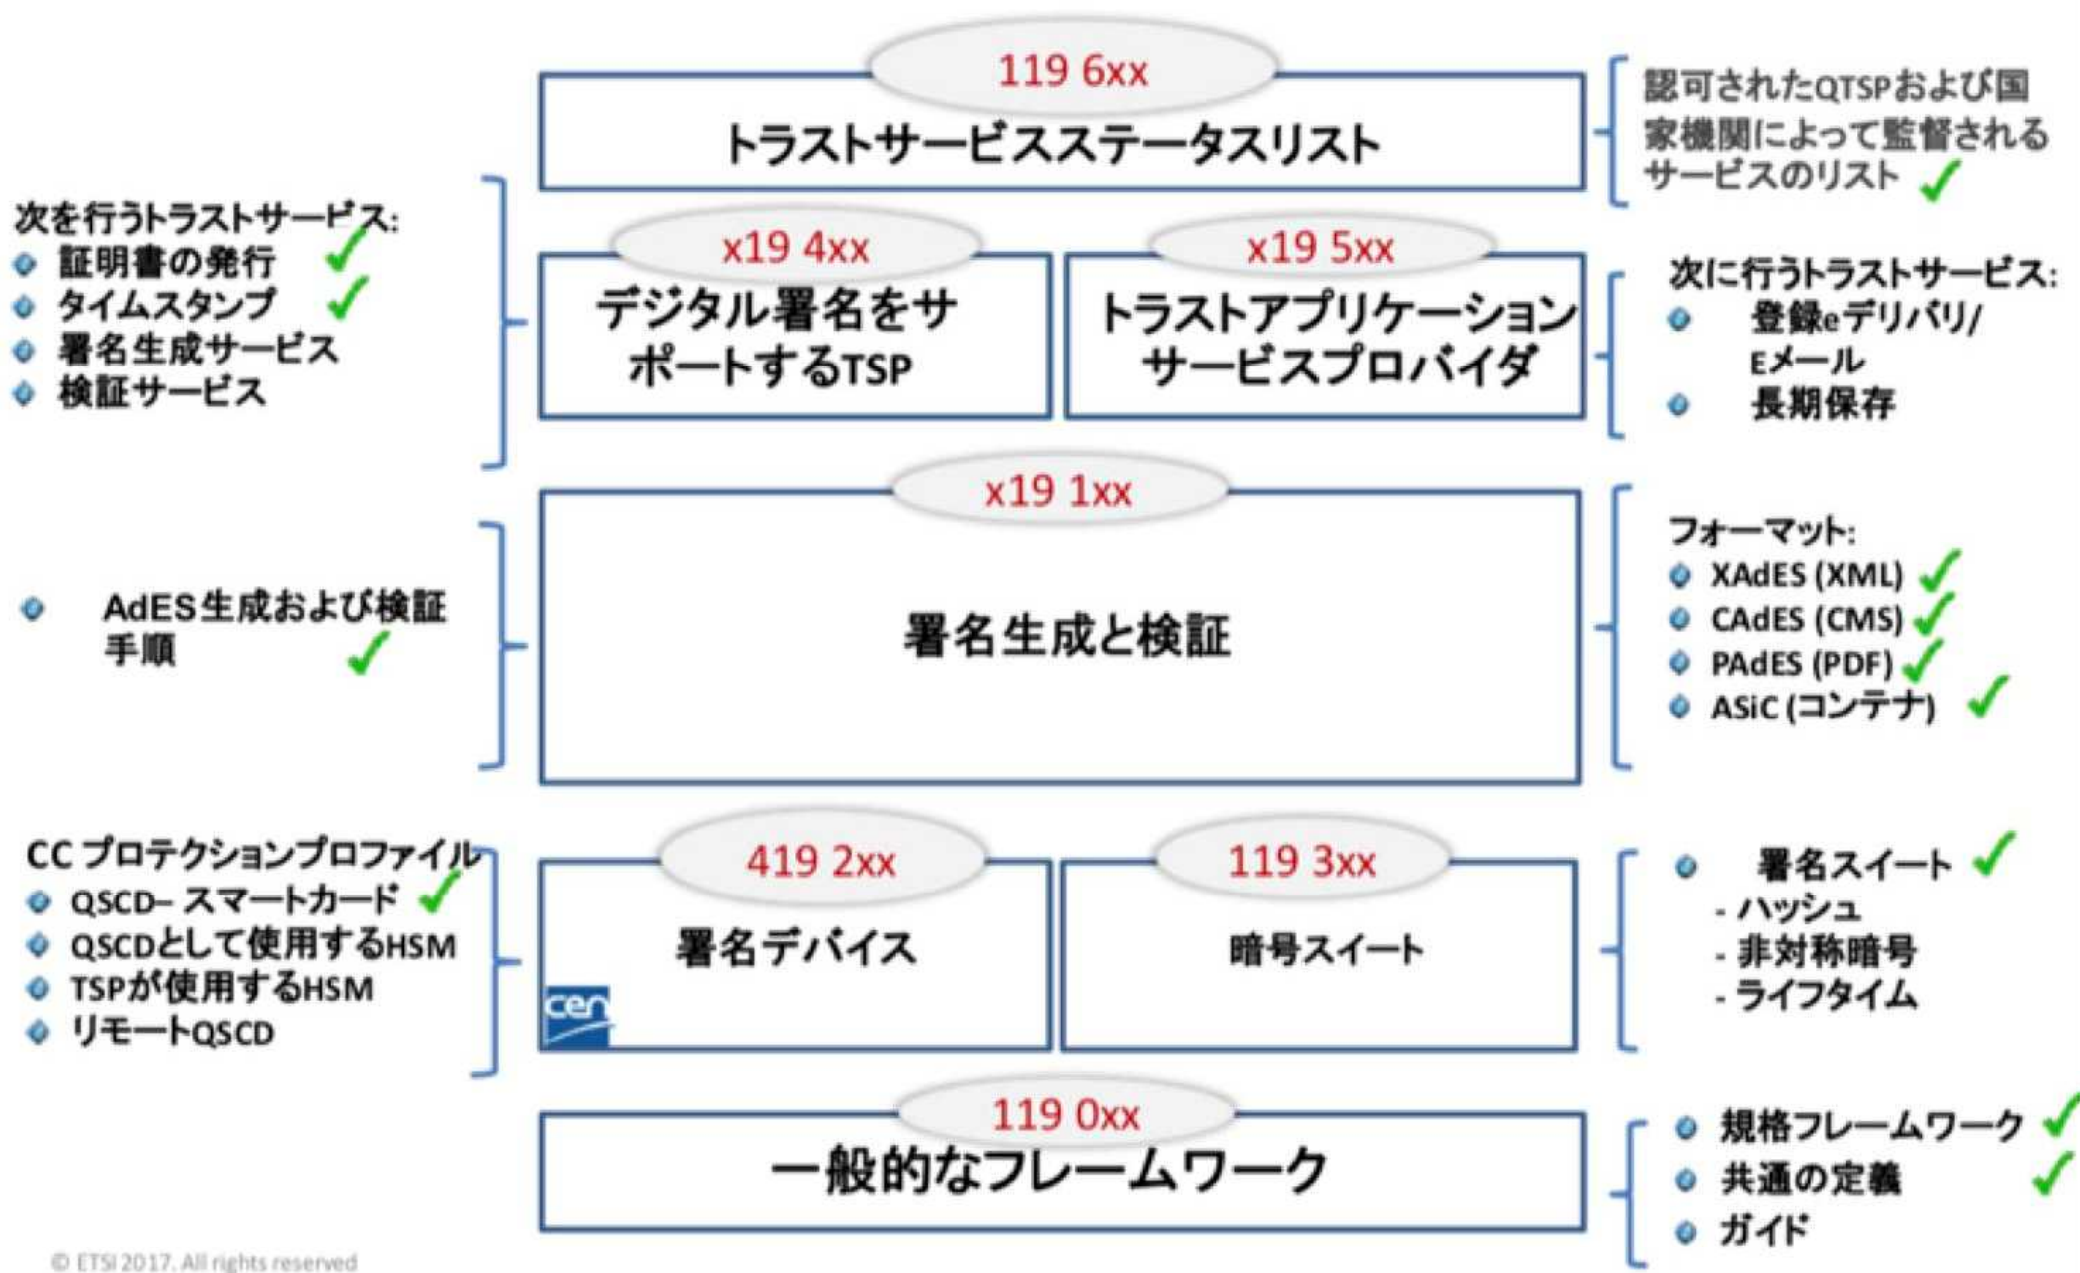 119 6xx
トラストサービスステータスリスト
認可されたQTSPおよび国
家機関によって監督される
サービスのリスト
次を行うトラストサービス:
証明書の発行
タイムスタンプ
署名生成サービス
検証サービス
x19 4xx
デジタル署名をサ
ポートするTSP
x19 5xx
トラストアプリケーション
サービスプロバイダ
次に行うトラストサービス:
登録eデリバリ/
Eメール
長期保存
x19 1xx
署名生成と検証
AdES生成および検証
手順
フォーマット:
XAdES (XML)
CAdES (CMS)
PAdES (PDF)
ASiC (コンテナ)
CC プロテクションプロファイル
QSCD– スマートカード
QSCDとして使用するHSM
TSPが使用するHSM
リモートQSCD
419 2xx
署名デバイス
cen
119 3xx
暗号スイート
署名スイート
- ハッシュ
- 非対称暗号
- ライフタイム
119 0xx
一般的なフレームワーク
規格フレームワーク
共通の定義
ガイド
© ETSI 2017. All rights reserved